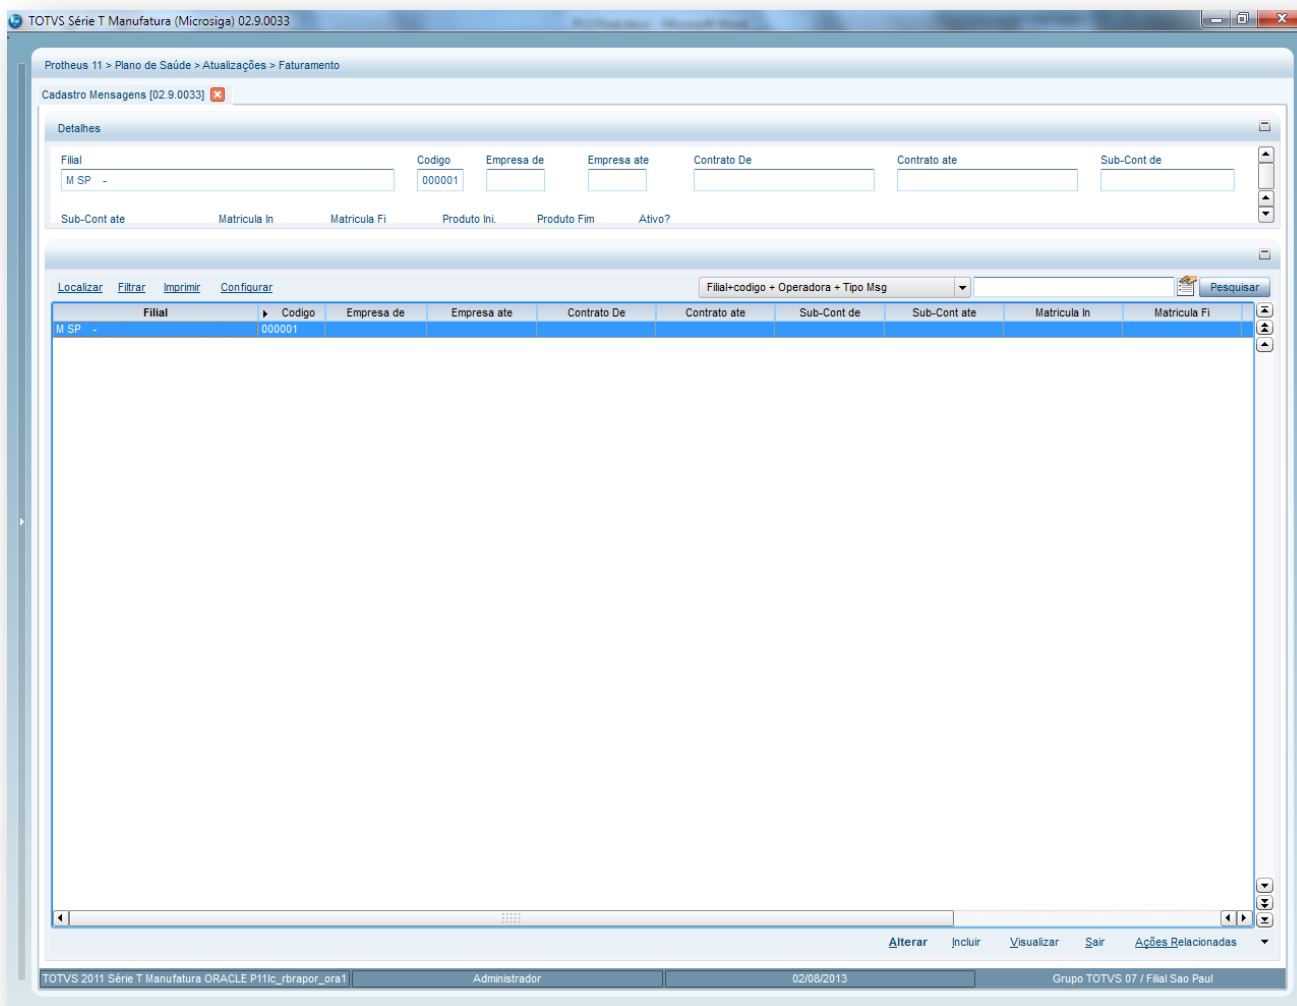 TOTVS Série T Manufatura (Microsiga) 02.9.0033
Protheus 11 > Plano de Saúde > Atualizações > Faturamento
Cadastro Mensagens [02.9.0033]
Detalhes
Filial Codigo Empresa de Empresa ate Contrato De Contrato ate Sub-Cont de
M SP - 000001
Sub-Cont ate Matricula In Matricula Fi Produto Ini. Produto Fim Ativo?
Localizar Filtrar Imprimir Configurar Filial+codigo + Operadora + Tipo Msg Pesquisar
Filial Codigo Empresa de Empresa ate Contrato De Contrato ate Sub-Cont de Sub-Cont ate Matricula In Matricula Fi
M SP - 000001
Alterar Incluir Visualizar Sair Ações Relacionadas
TOTVS 2011 Série T Manufatura ORACLE P11lc_rbrapor_ora1 Administrador 02/08/2013 Grupo TOTVS 07 / Filial Sao Paul